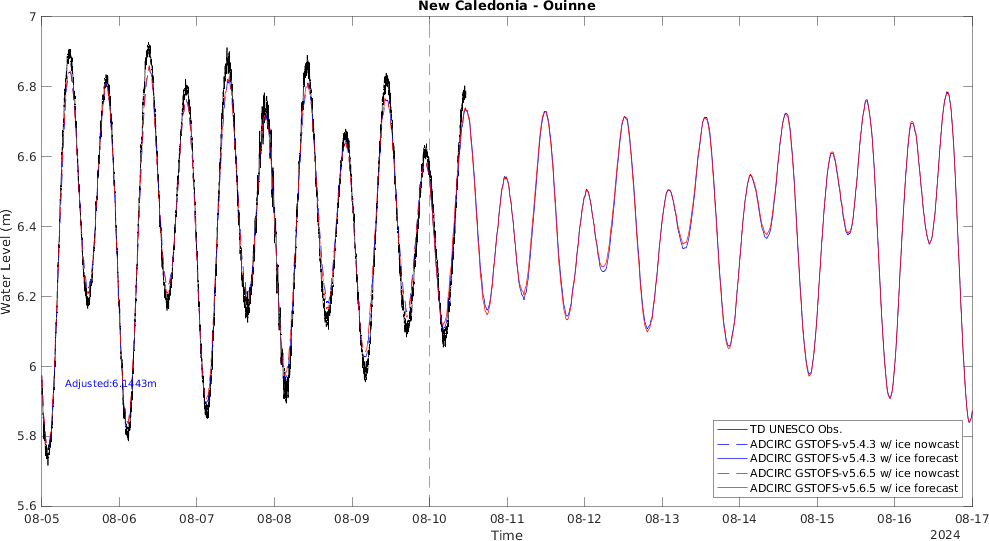 New Caledonia - Ouinne
7
6.8
6.6
6.4
6.2
6
5.8
5.6
Water Level (m)
Adjusted:6.1443m
TD UNESCO Obs.
ADCIRC GSTOFS-v5.4.3 w/ ice nowcast
ADCIRC GSTOFS-v5.4.3 w/ ice forecast
ADCIRC GSTOFS-v5.6.5 w/ ice nowcast
ADCIRC GSTOFS-v5.6.5 w/ ice forecast
08-05 08-06 08-07 08-08 08-09 08-10 08-11 08-12 08-13 08-14 08-15 08-16 08-17
Time
2024